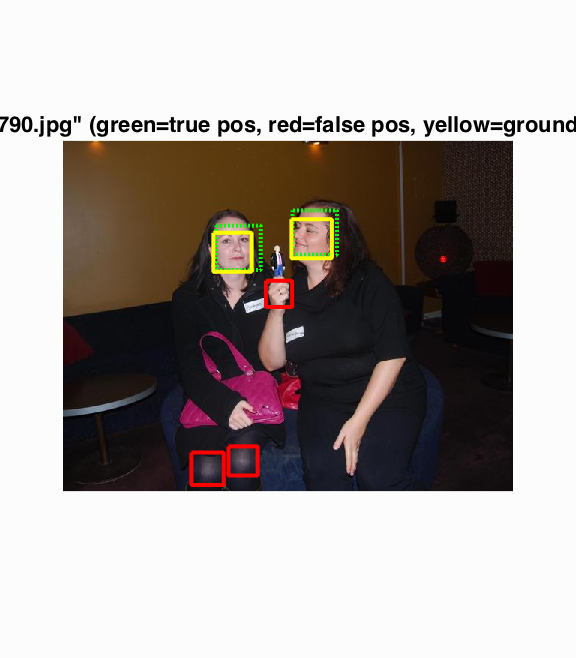 790.jpg" (green=true pos, red=false pos, yellow=ground